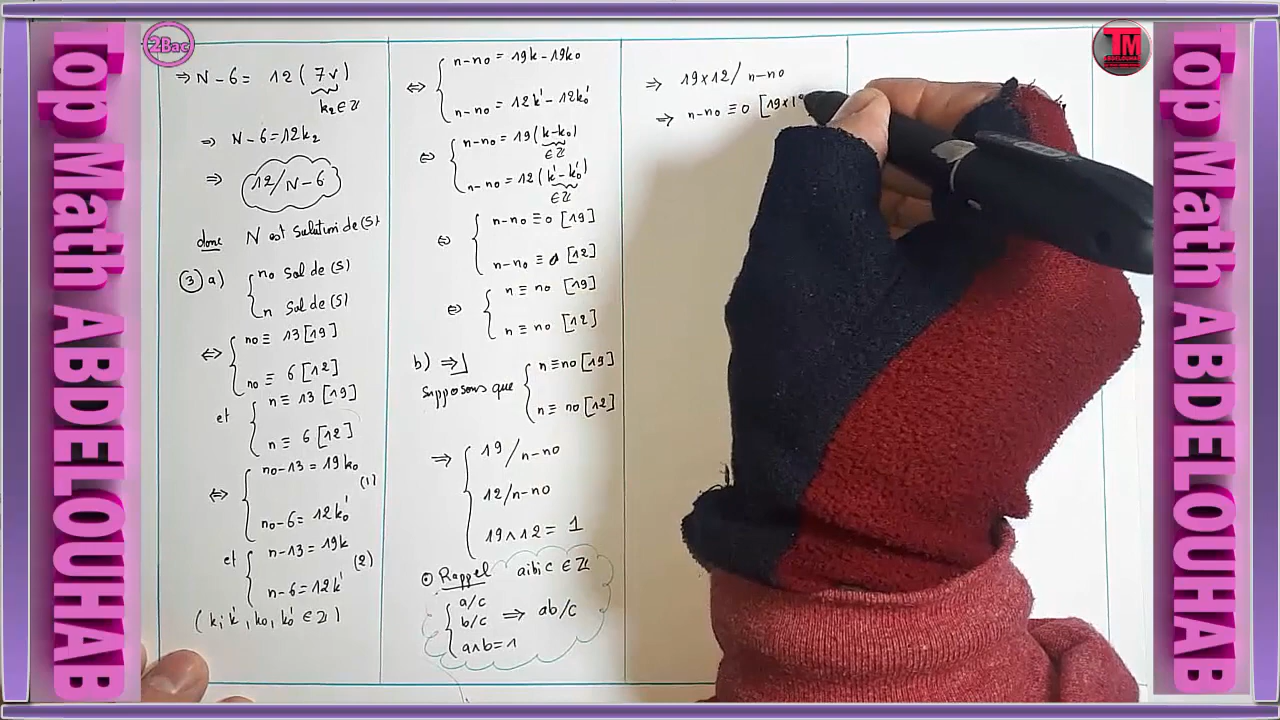 Top Math ABDELOUHAB
2Bac
⇒ N-6 = 12(7v)
k₂∈ℤ
⇒ N-6=12k₂
⇒ 12/N-6
donc N est solution de (S)
③ a) { n₀ sol de (S)
n sol de (S)
⇔ { n₀ ≡ 13 [19]
n₀ ≡ 6 [12]
et { n ≡ 13 [19]
n ≡ 6 [12]
⇔ { n₀-13 = 19k₀
(1)
n₀-6 = 12k₀'
et { n-13 = 19k
(2)
n-6 = 12k'
(k, k', k₀, k₀' ∈ ℤ)
⇔ { n-n₀ = 19k-19k₀
n-n₀ = 12k'-12k₀'
⇔ { n-n₀ = 19(k-k₀)
∈ℤ
n-n₀ = 12(k'-k₀')
∈ℤ
⇔ { n-n₀ ≡ 0 [19]
n-n₀ ≡ 0 [12]
⇔ { n ≡ n₀ [19]
n ≡ n₀ [12]
b) ⇒]
Supposons que { n ≡ n₀ [19]
n ≡ n₀ [12]
⇒ { 19/n-n₀
12/n-n₀
19∧12 = 1
⊙ Rappel a,b,c ∈ ℤ
{ a/c
b/c ⇒ ab/c
a∧b=1
⇒ 19×12/n-n₀
⇒ n-n₀ ≡ 0 [19×1
TM
ABDELOUHAB
Top Math ABDELOUHAB